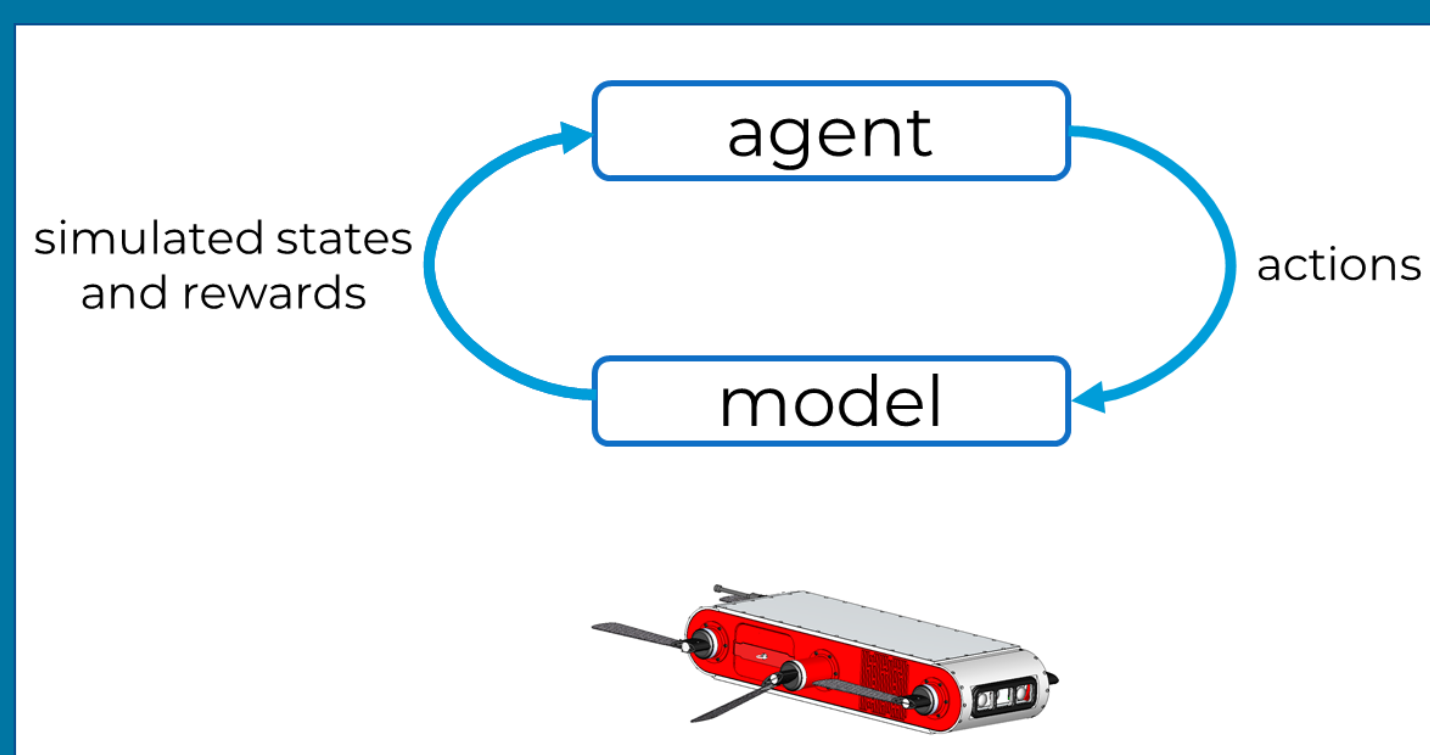 agent
simulated states
and rewards
actions
model